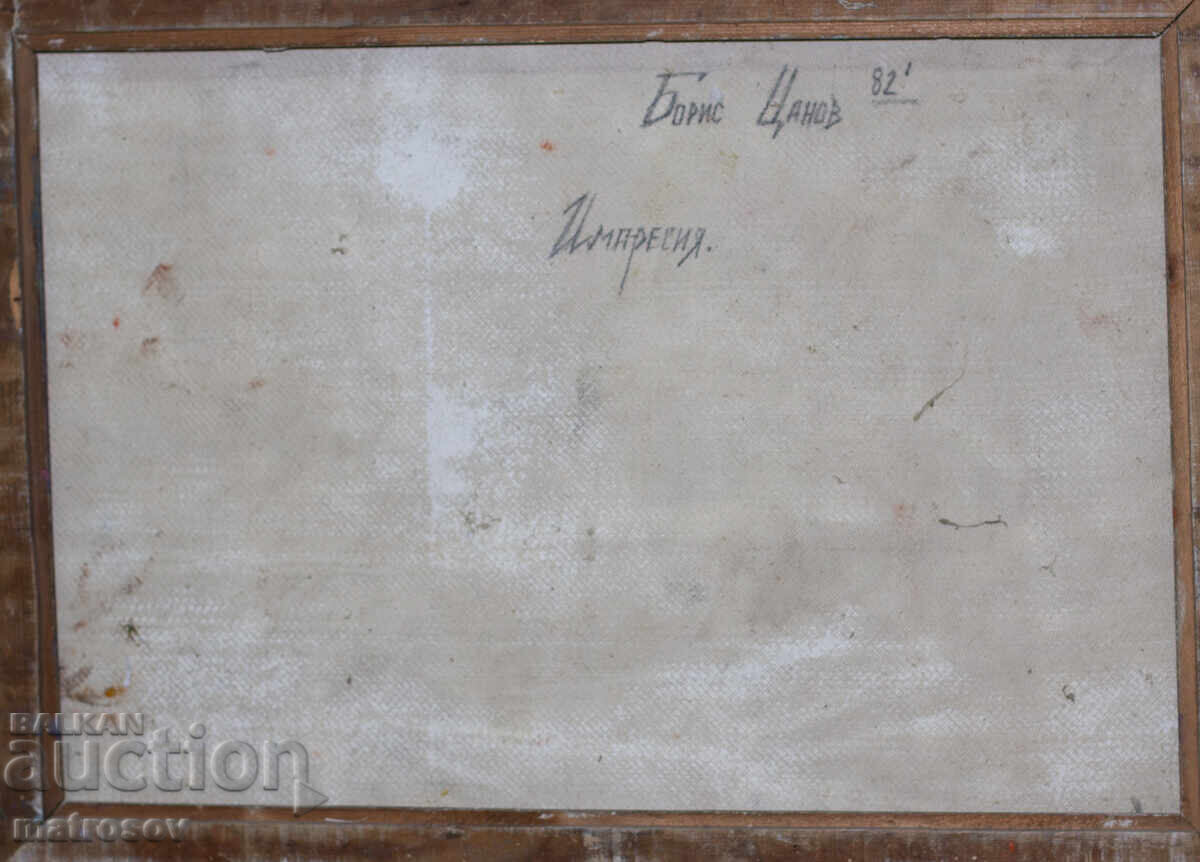 Борис Цанов 82'
Импресия.
BALKAN
auction
matrosov